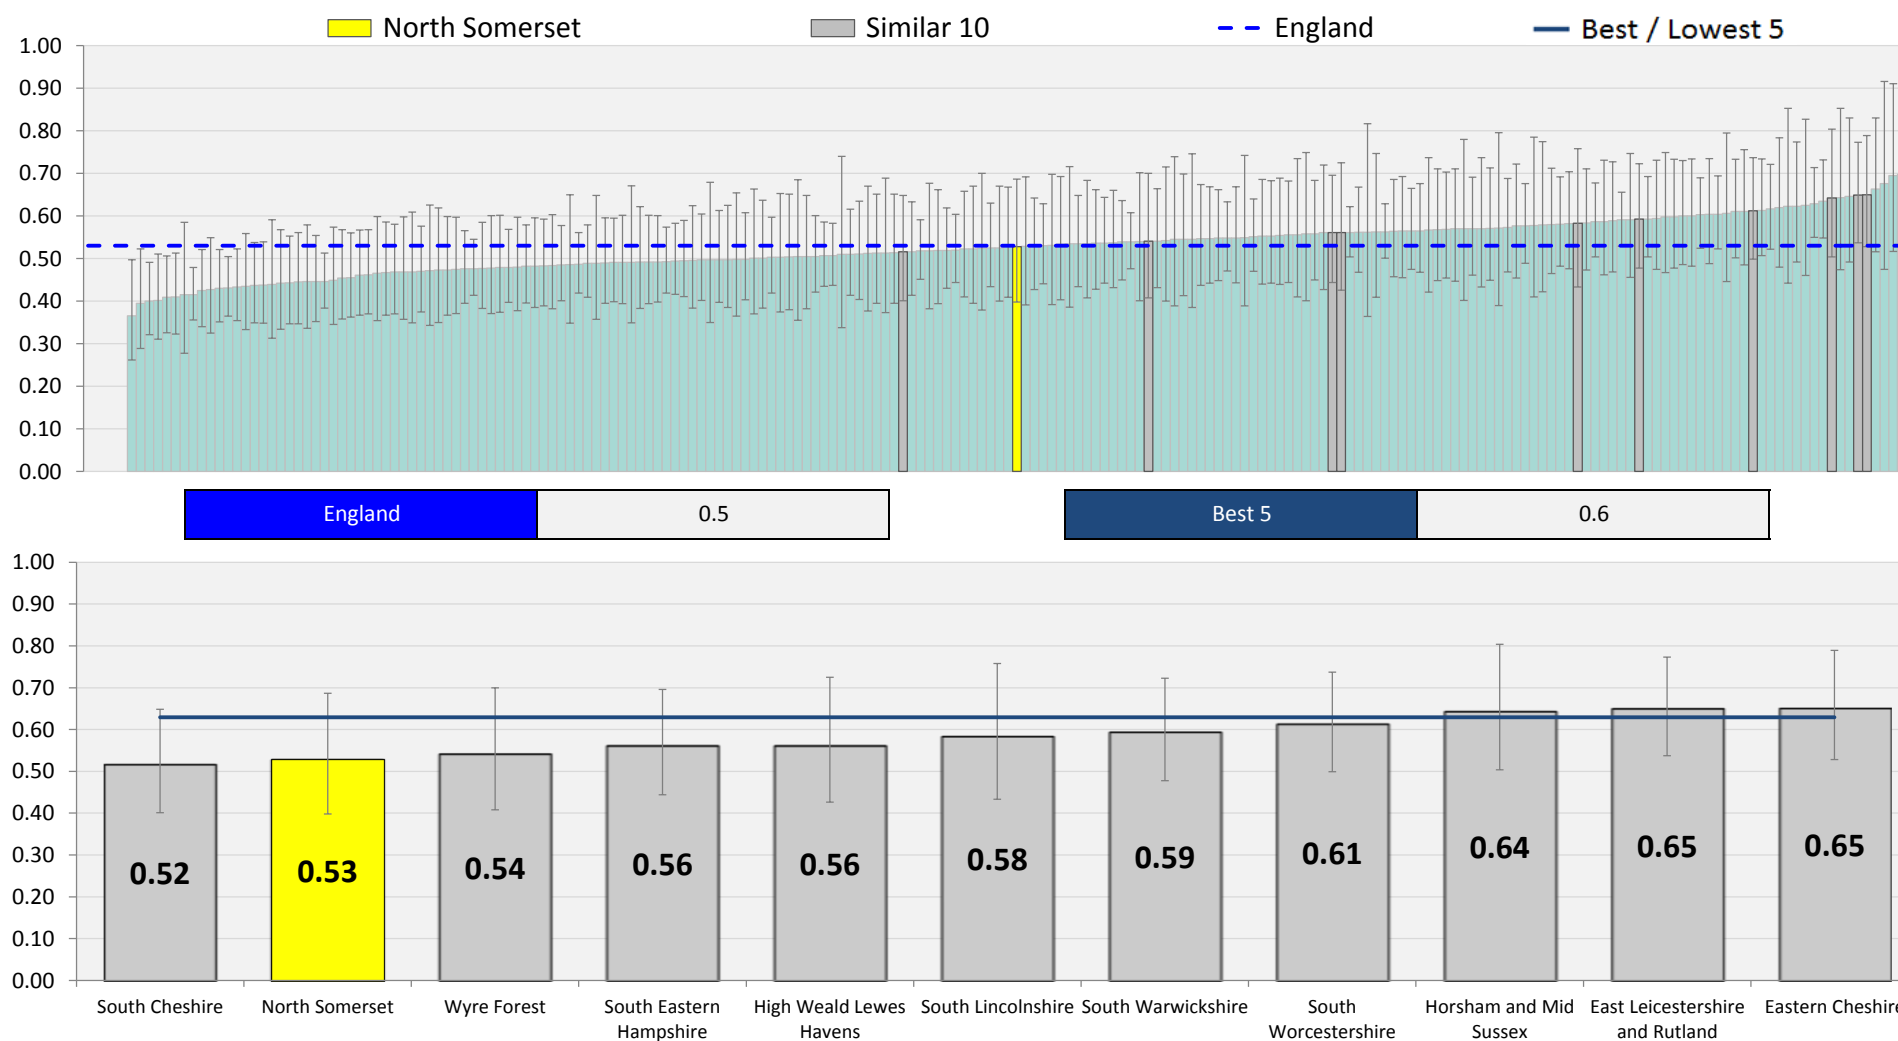 North Somerset
Similar 10
England
Best / Lowest 5
1.00
0.90
0.80
0.70
0.60
0.50
0.40
0.30
0.20
0.10
0.00
England
0.5
Best 5
0.6
1.00
0.90
0.80
0.70
0.60
0.50
0.40
0.30
0.20
0.10
0.00
0.52
0.53
0.54
0.56
0.56
0.58
0.59
0.61
0.64
0.65
0.65
South Cheshire
North Somerset
Wyre Forest
South Eastern
Hampshire
High Weald Lewes
Havens
South Lincolnshire
South Warwickshire
South
Worcestershire
Horsham and Mid
Sussex
East Leicestershire
and Rutland
Eastern Cheshire